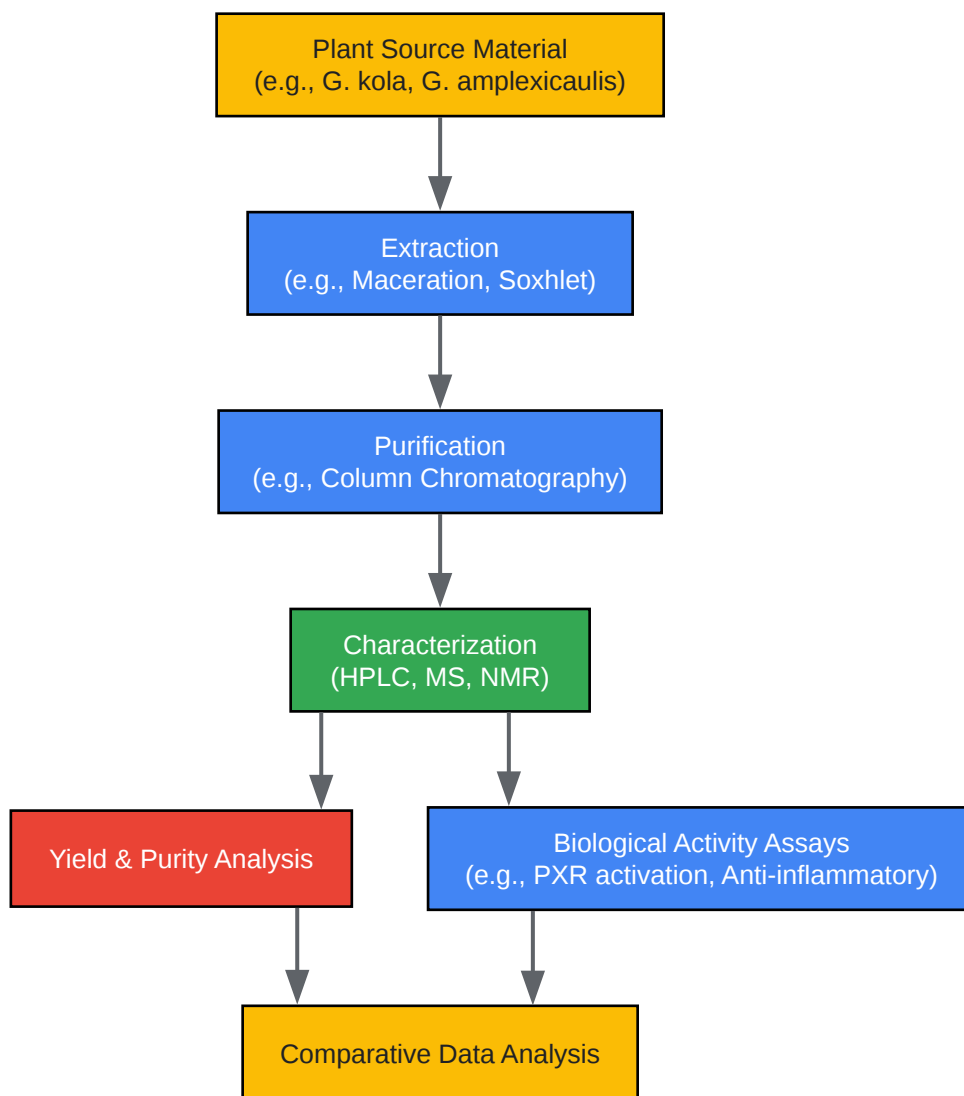 Plant Source Material
(e.g., G. kola, G. amplexicaulis)
Extraction
(e.g., Maceration, Soxhlet)
Purification
(e.g., Column Chromatography)
Characterization
(HPLC, MS, NMR)
Yield & Purity Analysis
Biological Activity Assays
(e.g., PXR activation, Anti-inflammatory)
Comparative Data Analysis